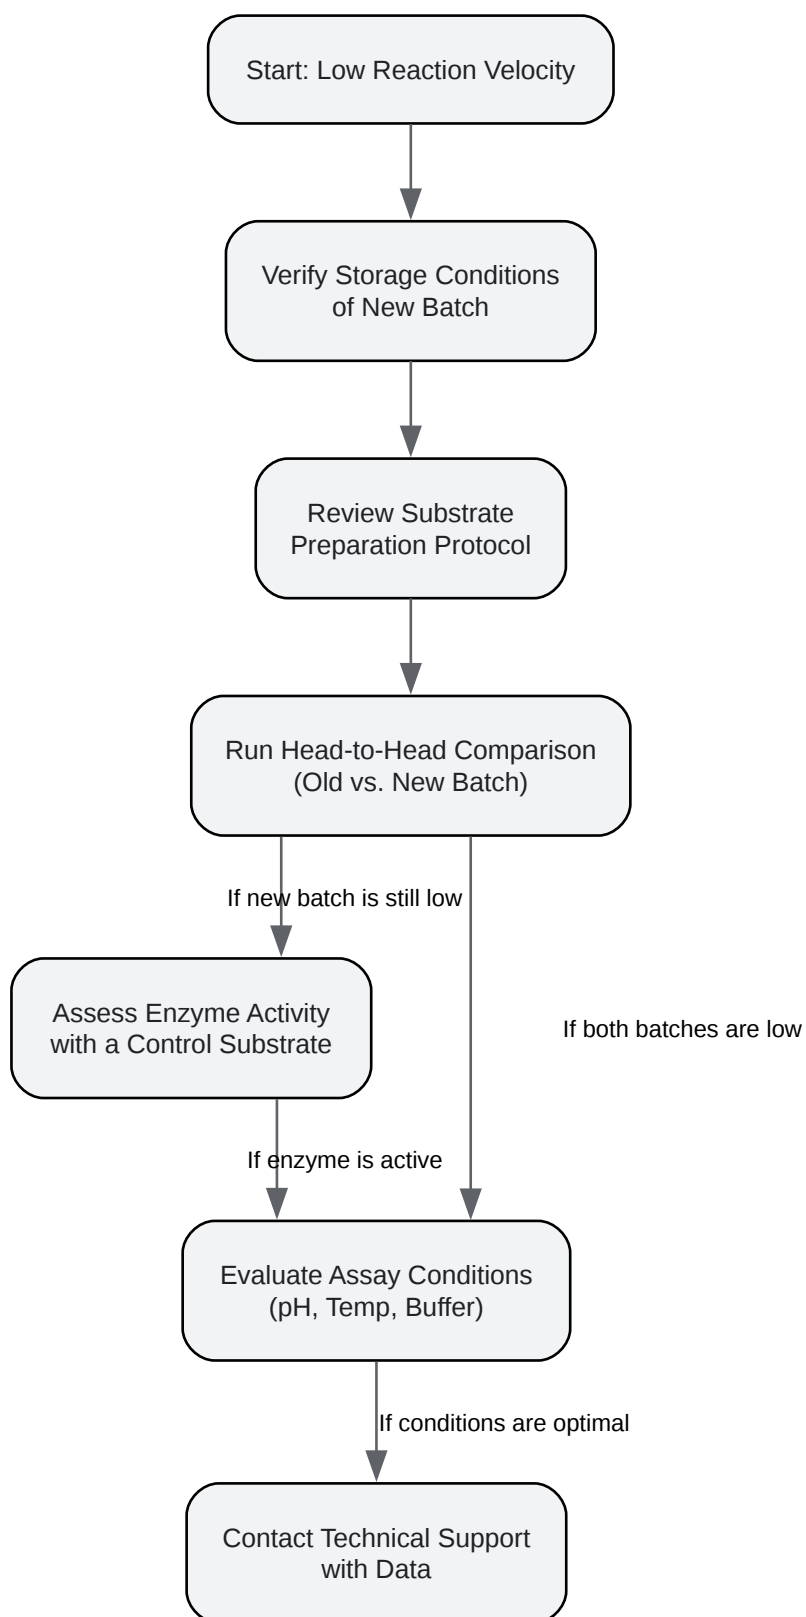 Start: Low Reaction Velocity
Verify Storage Conditions
of New Batch
Review Substrate
Preparation Protocol
Run Head-to-Head Comparison
(Old vs. New Batch)
If new batch is still low
Assess Enzyme Activity
with a Control Substrate
If both batches are low
If enzyme is active
Evaluate Assay Conditions
(pH, Temp, Buffer)
If conditions are optimal
Contact Technical Support
with Data